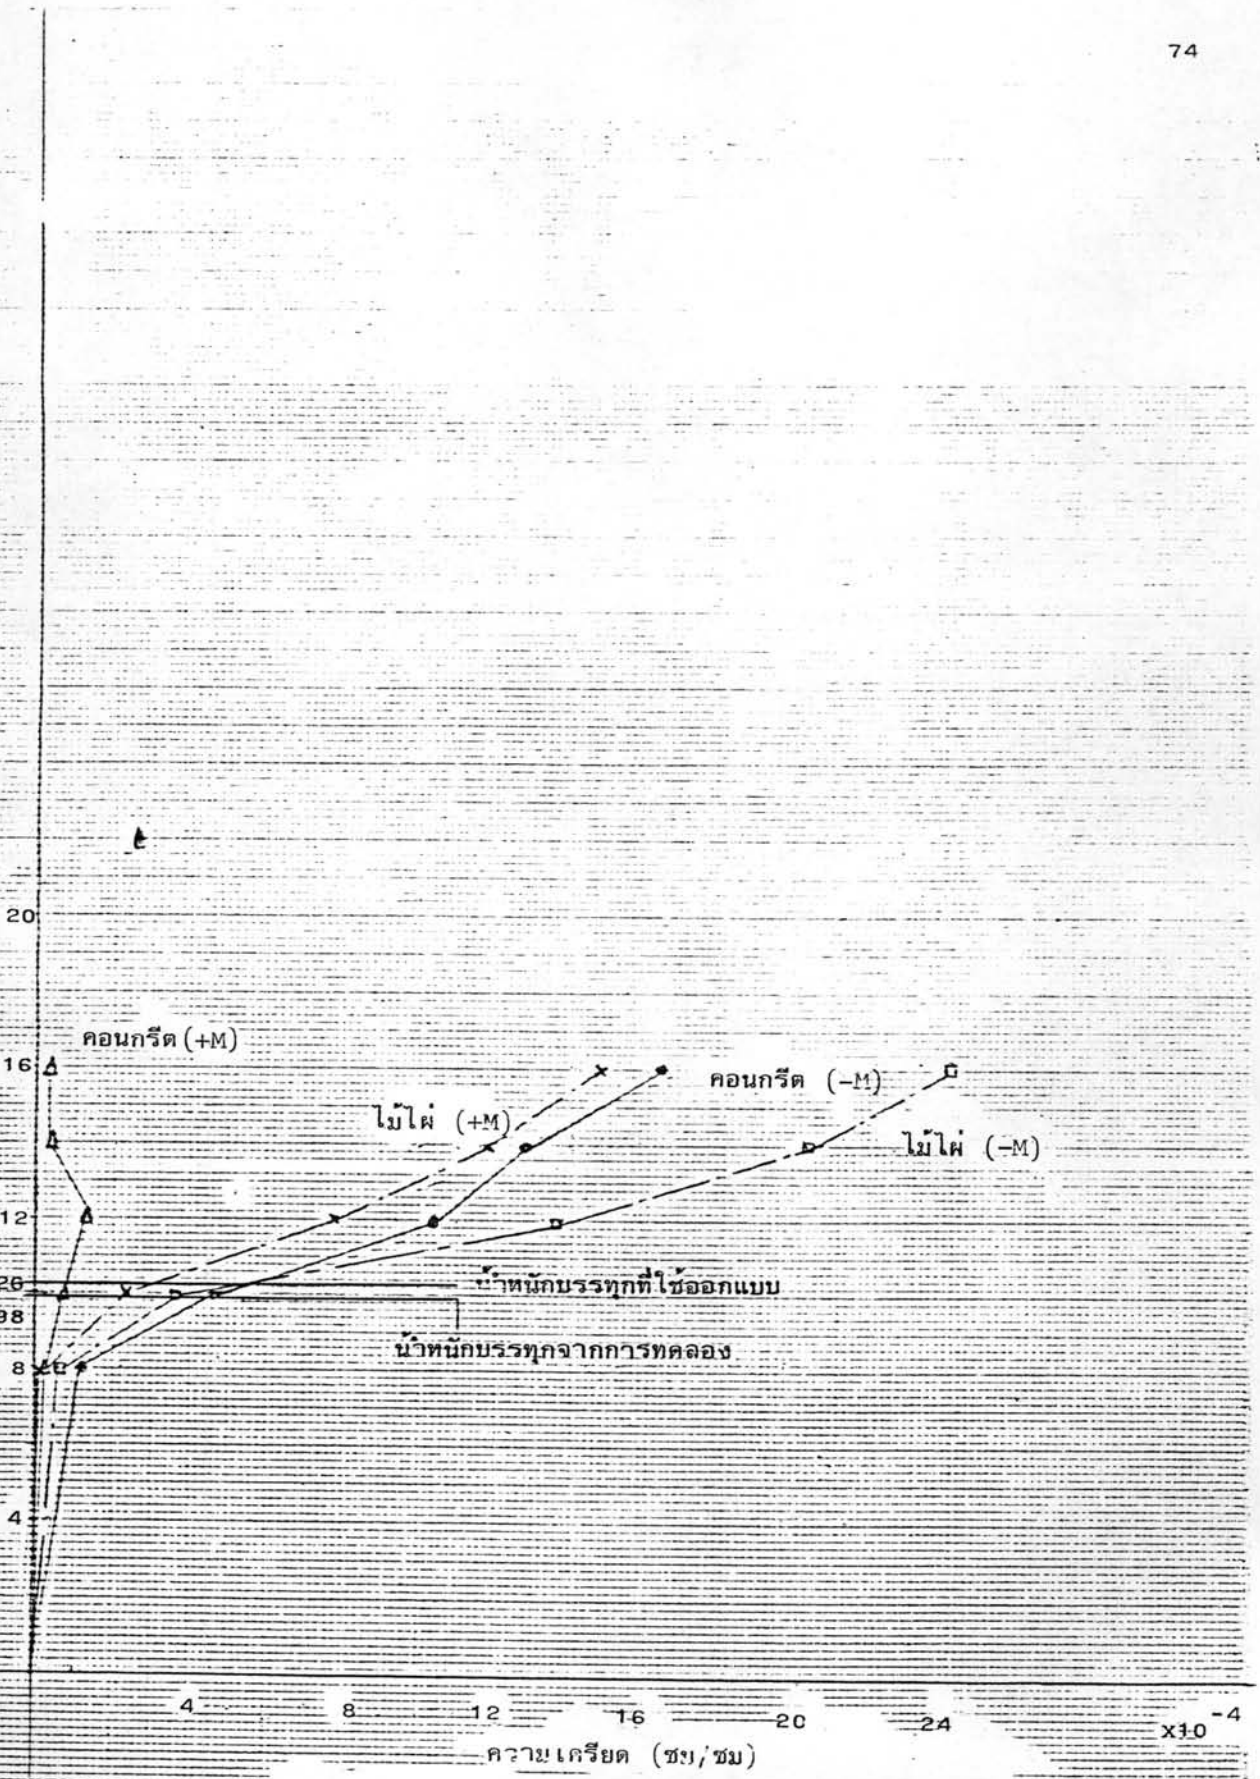 74
20
คอนกรีต (+M)
16
คอนกรีต (-M)
ไม้ไผ่ (+M)
ไม้ไผ่ (-M)
12
26
น้ำหนักบรรทุกที่ใช้ออกแบบ
98
น้ำหนักบรรทุกจากการทดลอง
8
4
4 8 12 16 20 24 x10⁻⁴
ความเครียด (ซม/ซม)